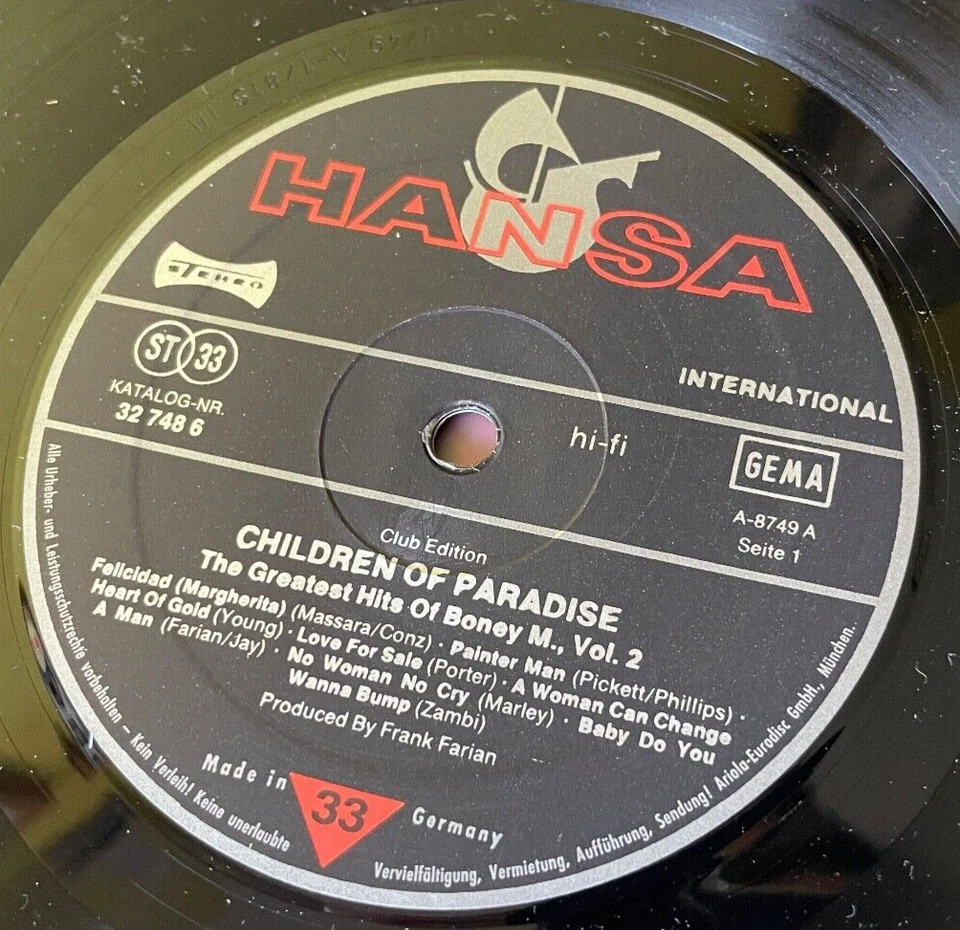 HANSA
STEREO
INTERNATIONAL
ST 33
KATALOG-NR.
32 748 6
hi-fi
GEMA
A-8749 A
Seite 1
Club Edition
CHILDREN OF PARADISE
The Greatest Hits Of Boney M., Vol. 2
Felicidad (Margherita) (Massara/Conz) · Painter Man (Pickett/Phillips) ·
Heart Of Gold (Young) · Love For Sale (Porter) · A Woman Can Change
A Man (Farian/Jay) · No Woman No Cry (Marley) · Baby Do You
Wanna Bump (Zambi)
Produced By Frank Farian
Made in 33 Germany
Alle Urheber- und Leistungsschutzrechte vorbehalten – Kein Verleih! Keine unerlaubte Vervielfältigung, Vermietung, Aufführung, Sendung! Ariola-Eurodisc GmbH, München.